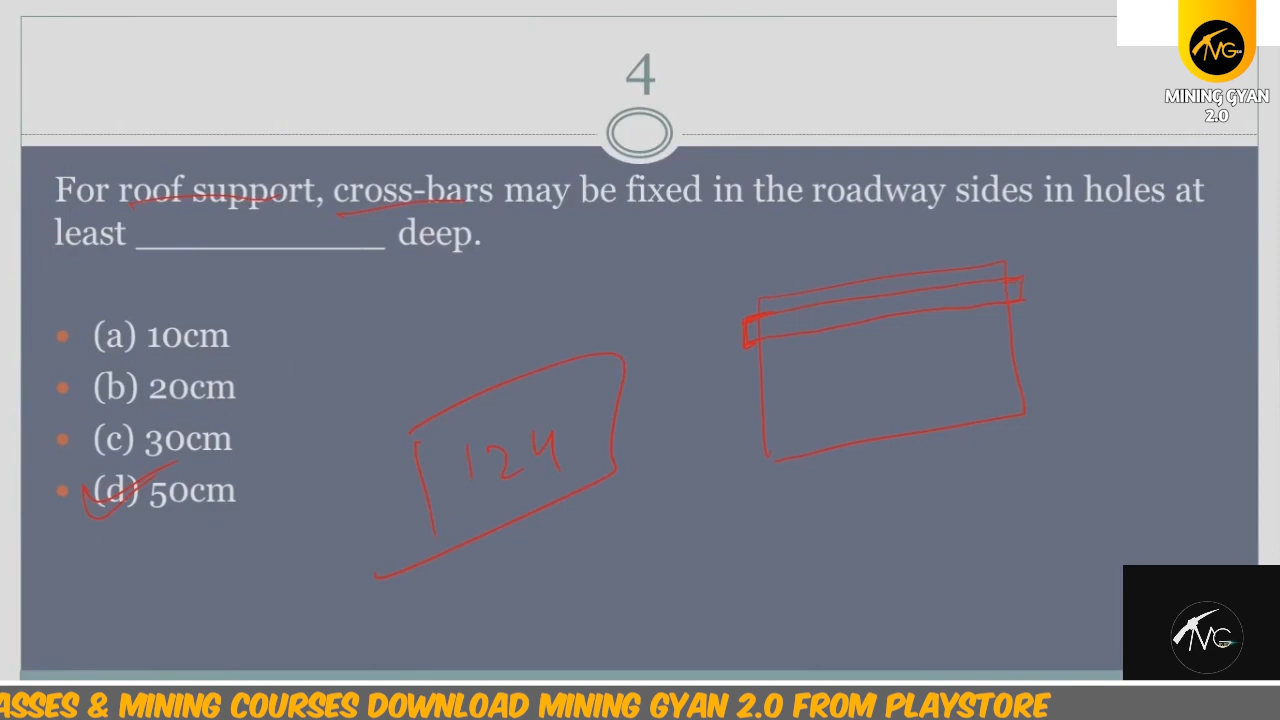 4
MINING GYAN
2.0
For roof support, cross-bars may be fixed in the roadway sides in holes at
least _____________ deep.
(a) 10cm
(b) 20cm
(c) 30cm
(d) 50cm
124
ASSES & MINING COURSES DOWNLOAD MINING GYAN 2.0 FROM PLAYSTORE